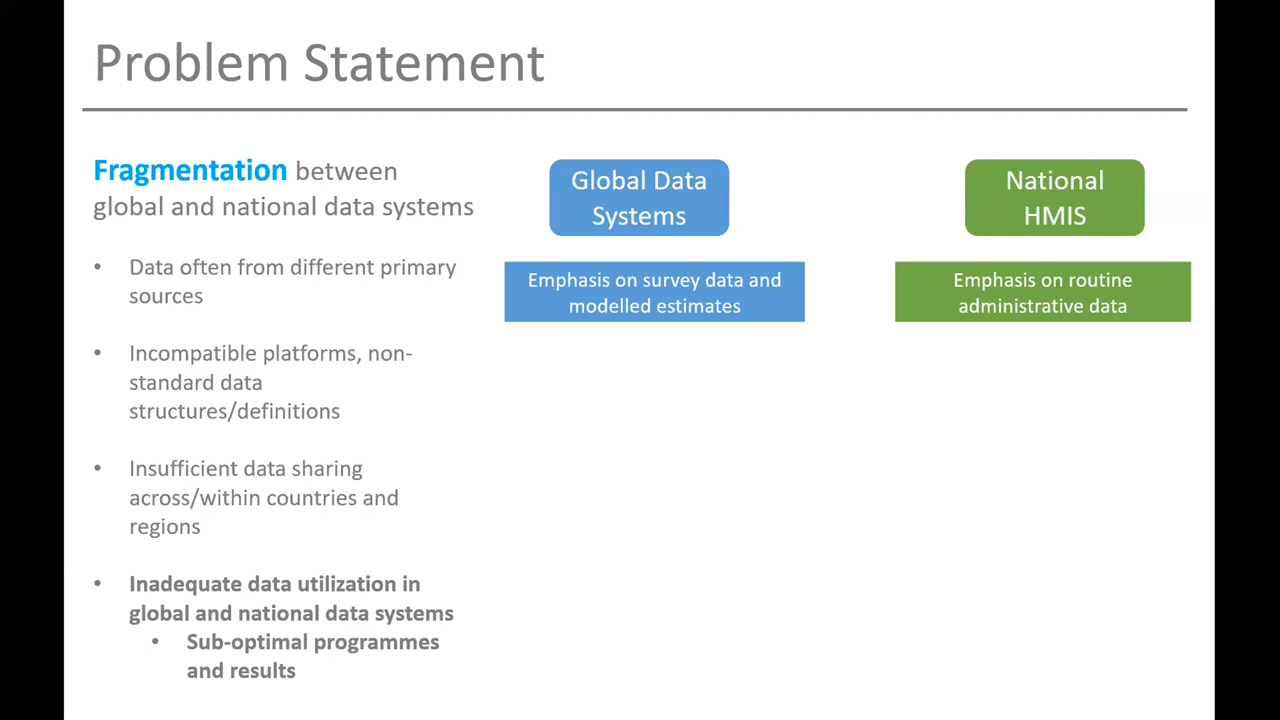 Problem Statement
Fragmentation between
global and national data systems
• Data often from different primary
sources
• Incompatible platforms, non-
standard data
structures/definitions
• Insufficient data sharing
across/within countries and
regions
• Inadequate data utilization in
global and national data systems
• Sub-optimal programmes
and results
Global Data
Systems
Emphasis on survey data and
modelled estimates
National
HMIS
Emphasis on routine
administrative data